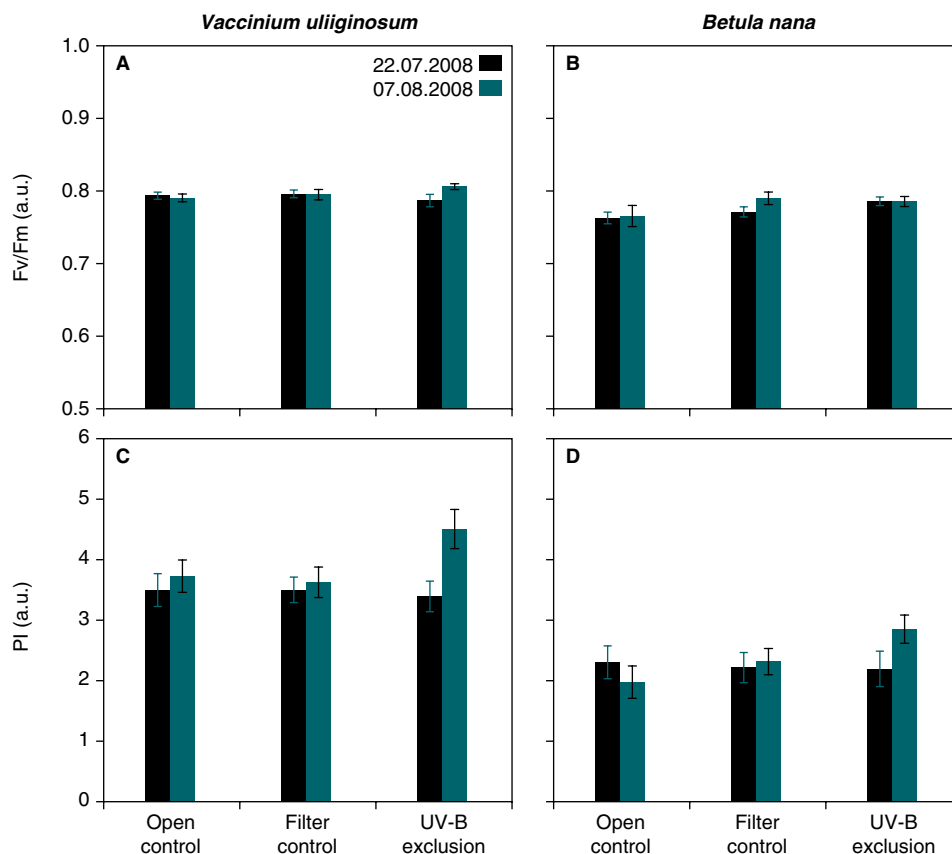 Vaccinium uliiginosum
Betula nana
A
22.07.2008
07.08.2008
B
1.0
0.9
0.8
0.7
0.6
0.5
Fv/Fm (a.u.)
C
D
6
5
4
3
2
1
0
PI (a.u.)
Open control
Filter control
UV-B exclusion
Open control
Filter control
UV-B exclusion